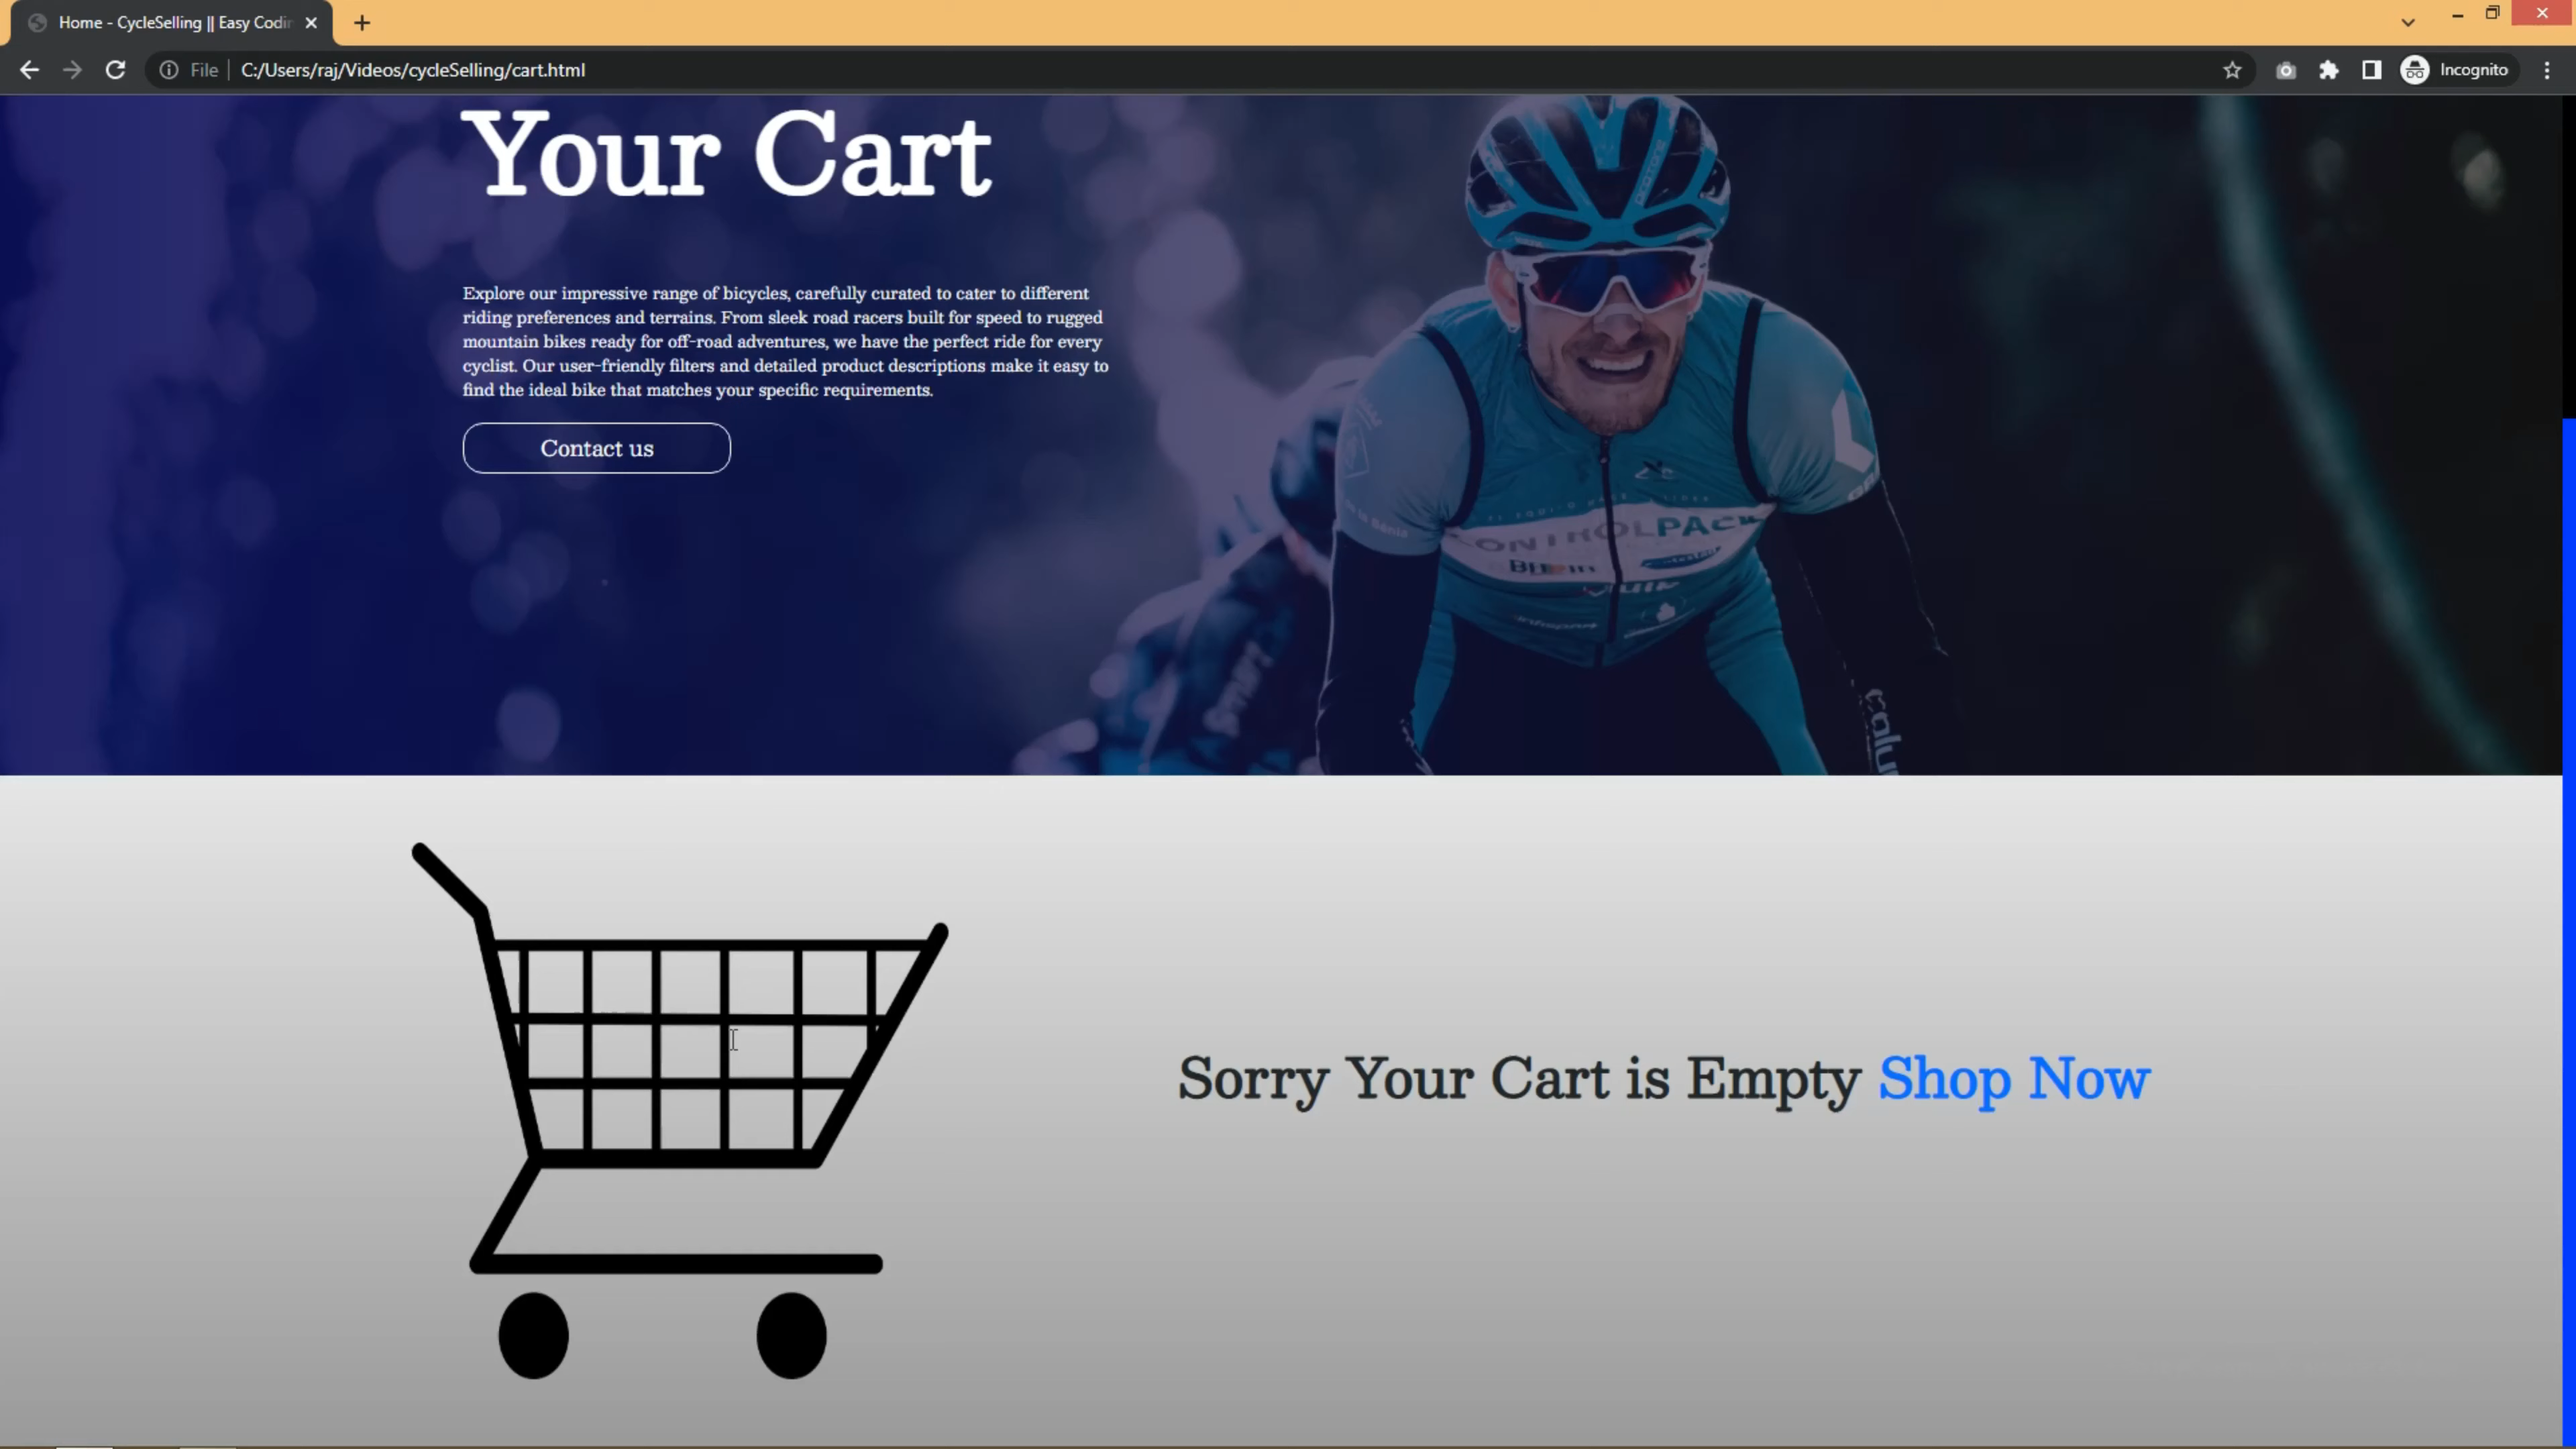 Home - CycleSelling || Easy Codin
File
C:/Users/raj/Videos/cycleSelling/cart.html
Incognito
Your Cart
Explore our impressive range of bicycles, carefully curated to cater to different
riding preferences and terrains. From sleek road racers built for speed to rugged
mountain bikes ready for off-road adventures, we have the perfect ride for every
cyclist. Our user-friendly filters and detailed product descriptions make it easy to
find the ideal bike that matches your specific requirements.
Contact us
CONTROLPACK
Sorry Your Cart is Empty Shop Now